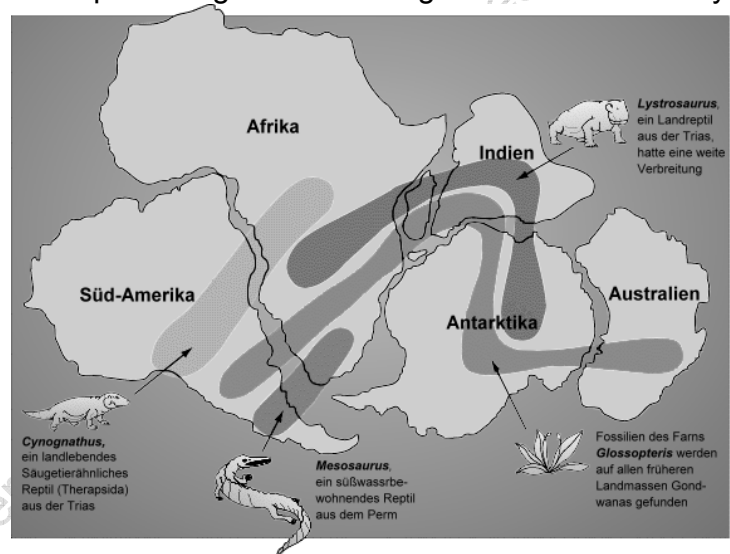 Afrika
Indien
Süd-Amerika
Antarktika
Australien
Lystrosaurus,
ein Landreptil
aus der Trias,
hatte eine weite
Verbreitung
Cynognathus,
ein landlebendes
Säugetierähnliches
Reptil (Therapsida)
aus der Trias
Mesosaurus,
ein süßwassrbe-
wohnendes Reptil
aus dem Perm
Fossilien des Farns
Glossopteris werden
auf allen früheren
Landmassen Gond-
wanas gefunden